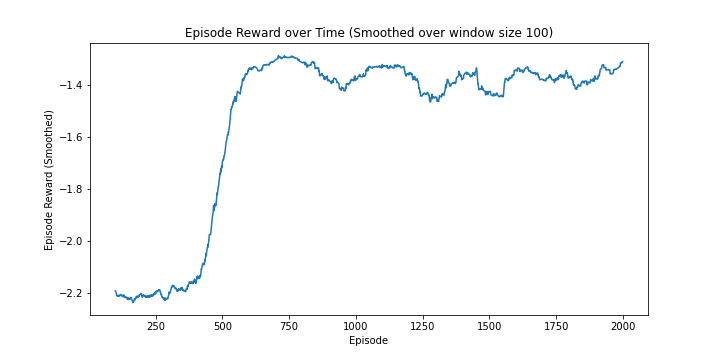 Episode Reward over Time (Smoothed over window size 100)
Episode Reward (Smoothed)
−1.4
−1.6
−1.8
−2.0
−2.2
250 500 750 1000 1250 1500 1750 2000
Episode